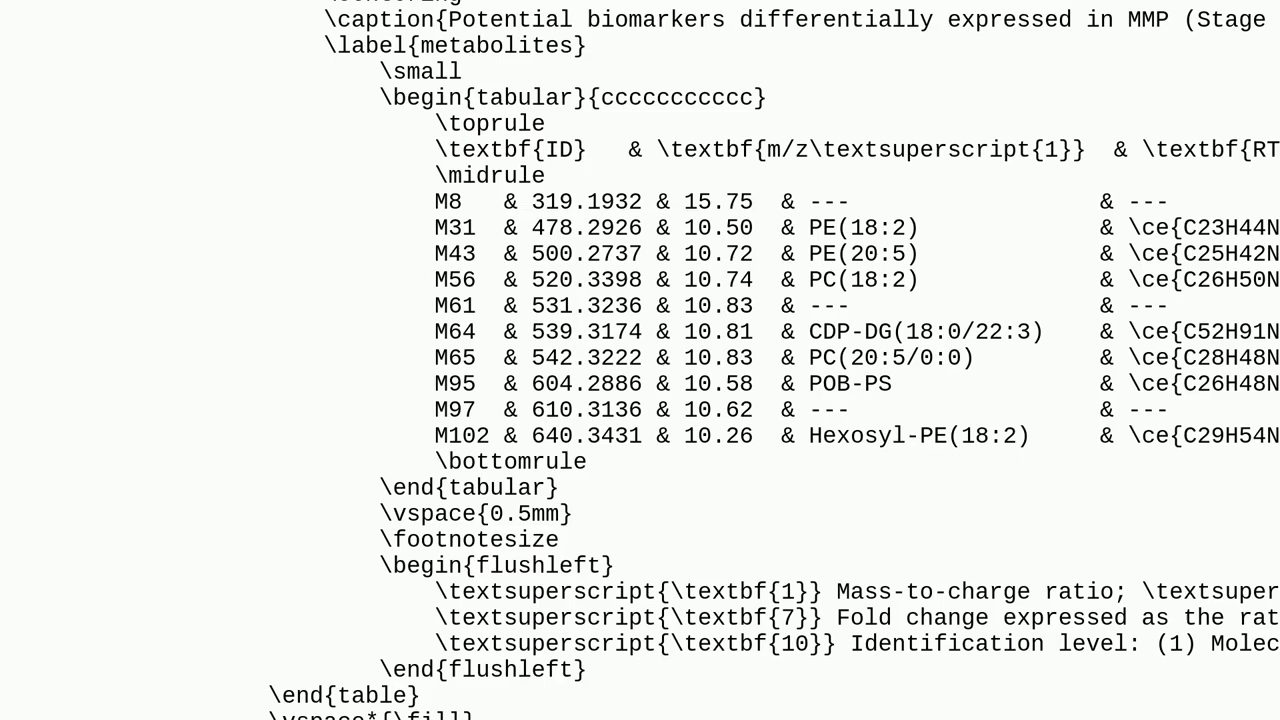 \caption{Potential biomarkers differentially expressed in MMP (Stage
\label{metabolites}
\small
\begin{tabular}{ccccccccccc}
\toprule
\textbf{ID} & \textbf{m/z\textsuperscript{1}} & \textbf{RT
\midrule
M8 & 319.1932 & 15.75 & --- & ---
M31 & 478.2926 & 10.50 & PE(18:2) & \ce{C23H44N
M43 & 500.2737 & 10.72 & PE(20:5) & \ce{C25H42N
M56 & 520.3398 & 10.74 & PC(18:2) & \ce{C26H50N
M61 & 531.3236 & 10.83 & --- & ---
M64 & 539.3174 & 10.81 & CDP-DG(18:0/22:3) & \ce{C52H91N
M65 & 542.3222 & 10.83 & PC(20:5/0:0) & \ce{C28H48N
M95 & 604.2886 & 10.58 & POB-PS & \ce{C26H48N
M97 & 610.3136 & 10.62 & --- & ---
M102 & 640.3431 & 10.26 & Hexosyl-PE(18:2) & \ce{C29H54N
\bottomrule
\end{tabular}
\vspace{0.5mm}
\footnotesize
\begin{flushleft}
\textsuperscript{\textbf{1}} Mass-to-charge ratio; \textsuper
\textsuperscript{\textbf{7}} Fold change expressed as the rat
\textsuperscript{\textbf{10}} Identification level: (1) Molec
\end{flushleft}
\end{table}
\vspace*{\fill}